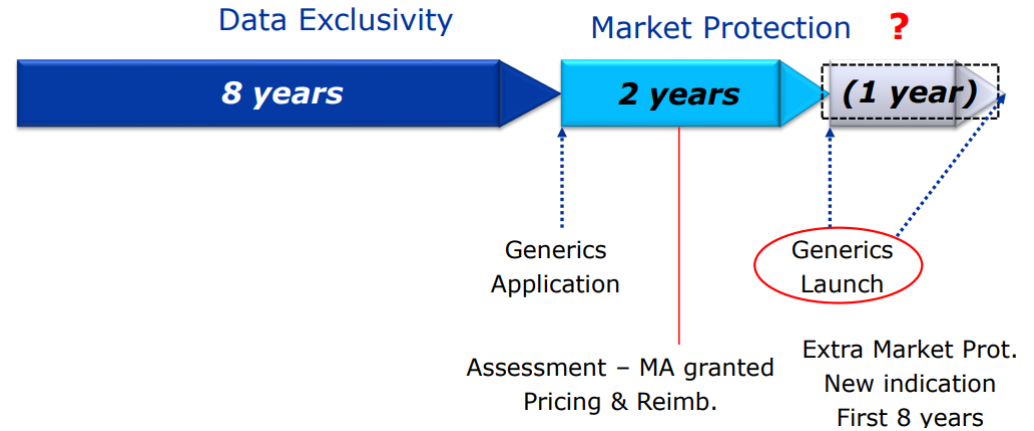 Data Exclusivity
Market Protection ?
8 years
2 years
(1 year)
Generics
Application
Generics
Launch
Assessment – MA granted
Pricing & Reimb.
Extra Market Prot.
New indication
First 8 years